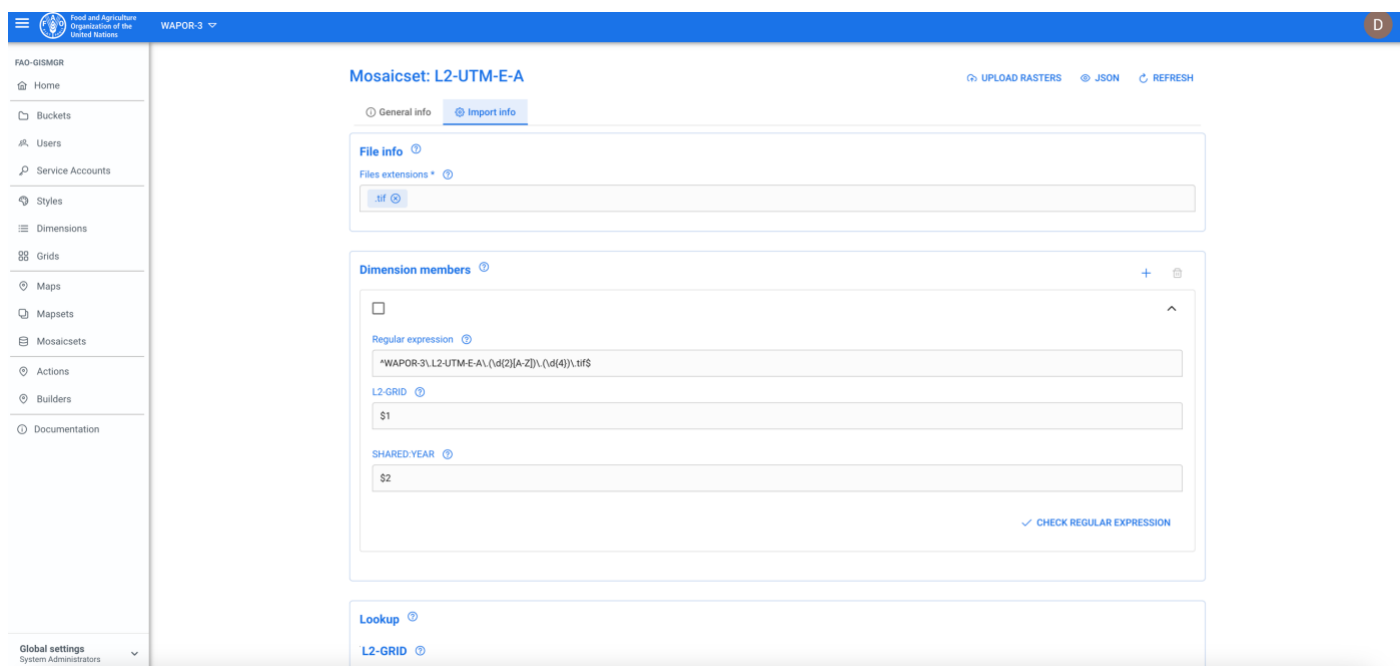 Food and Agriculture
Organization of the
United Nations
WAPOR-3
D
FAO-GISMGR
Home
Buckets
Users
Service Accounts
Styles
Dimensions
Grids
Maps
Mapsets
Mosaicsets
Actions
Builders
Documentation
Global settings
System Administrators
Mosaicset: L2-UTM-E-A
UPLOAD RASTERS
JSON
REFRESH
General info
Import info
File info
Files extensions *
.tif
Dimension members
Regular expression
^WAPOR-3\.L2-UTM-E-A\.(\d{2}[A-Z])\.(\d{4})\.tif$
L2-GRID
$1
SHARED:YEAR
$2
CHECK REGULAR EXPRESSION
Lookup
L2-GRID